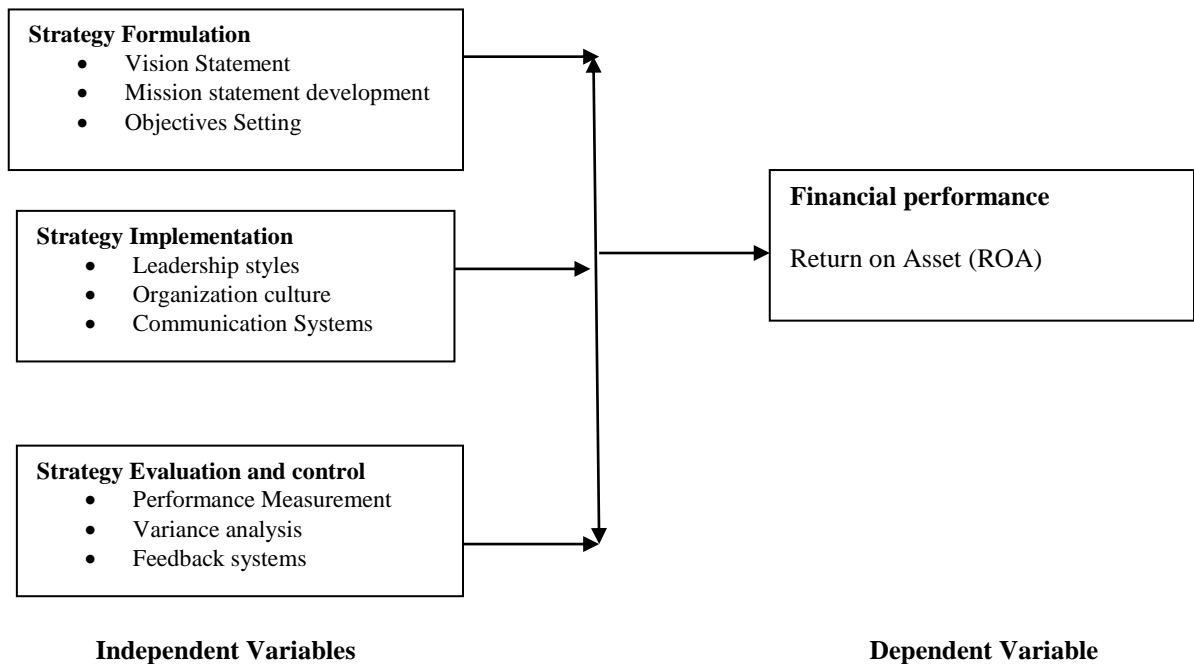 Strategy Formulation
• Vision Statement
• Mission statement development
• Objectives Setting
Strategy Implementation
• Leadership styles
• Organization culture
• Communication Systems
Strategy Evaluation and control
• Performance Measurement
• Variance analysis
• Feedback systems
Financial performance
Return on Asset (ROA)
Independent Variables
Dependent Variable